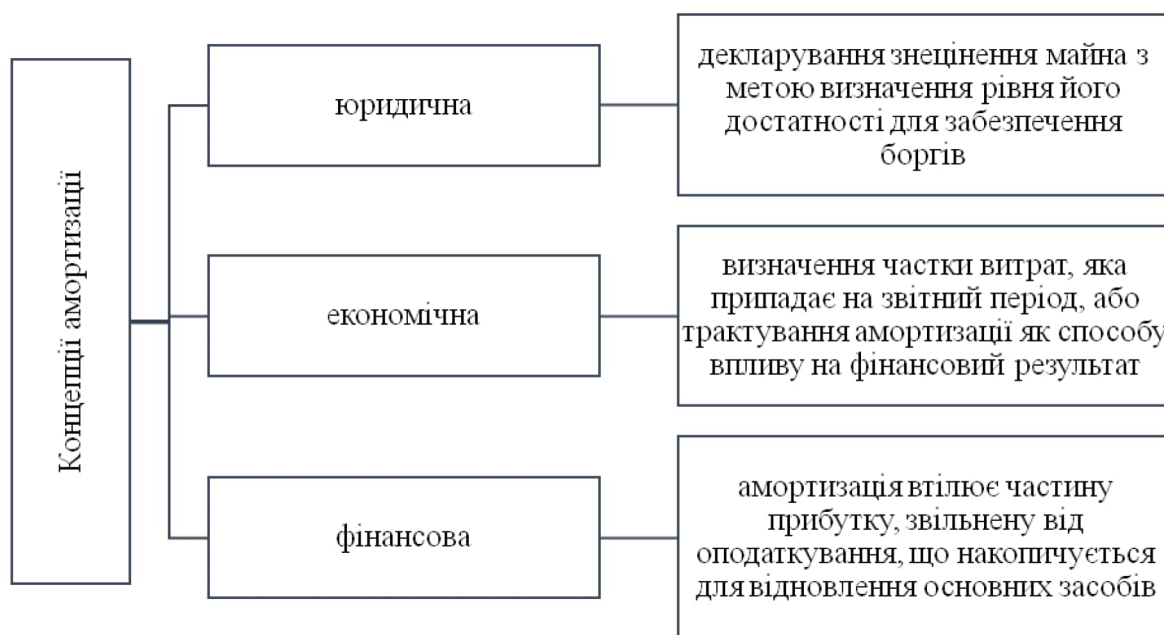 Концепції амортизації
юридична
декларування знецінення майна з
метою визначення рівня його
достатності для забезпечення
боргів
економічна
визначення частки витрат, яка
припадає на звітний період, або
трактування амортизації як способу
впливу на фінансовий результат
фінансова
амортизація втілює частину
прибутку, звільнену від
оподаткування, що накопичується
для відновлення основних засобів